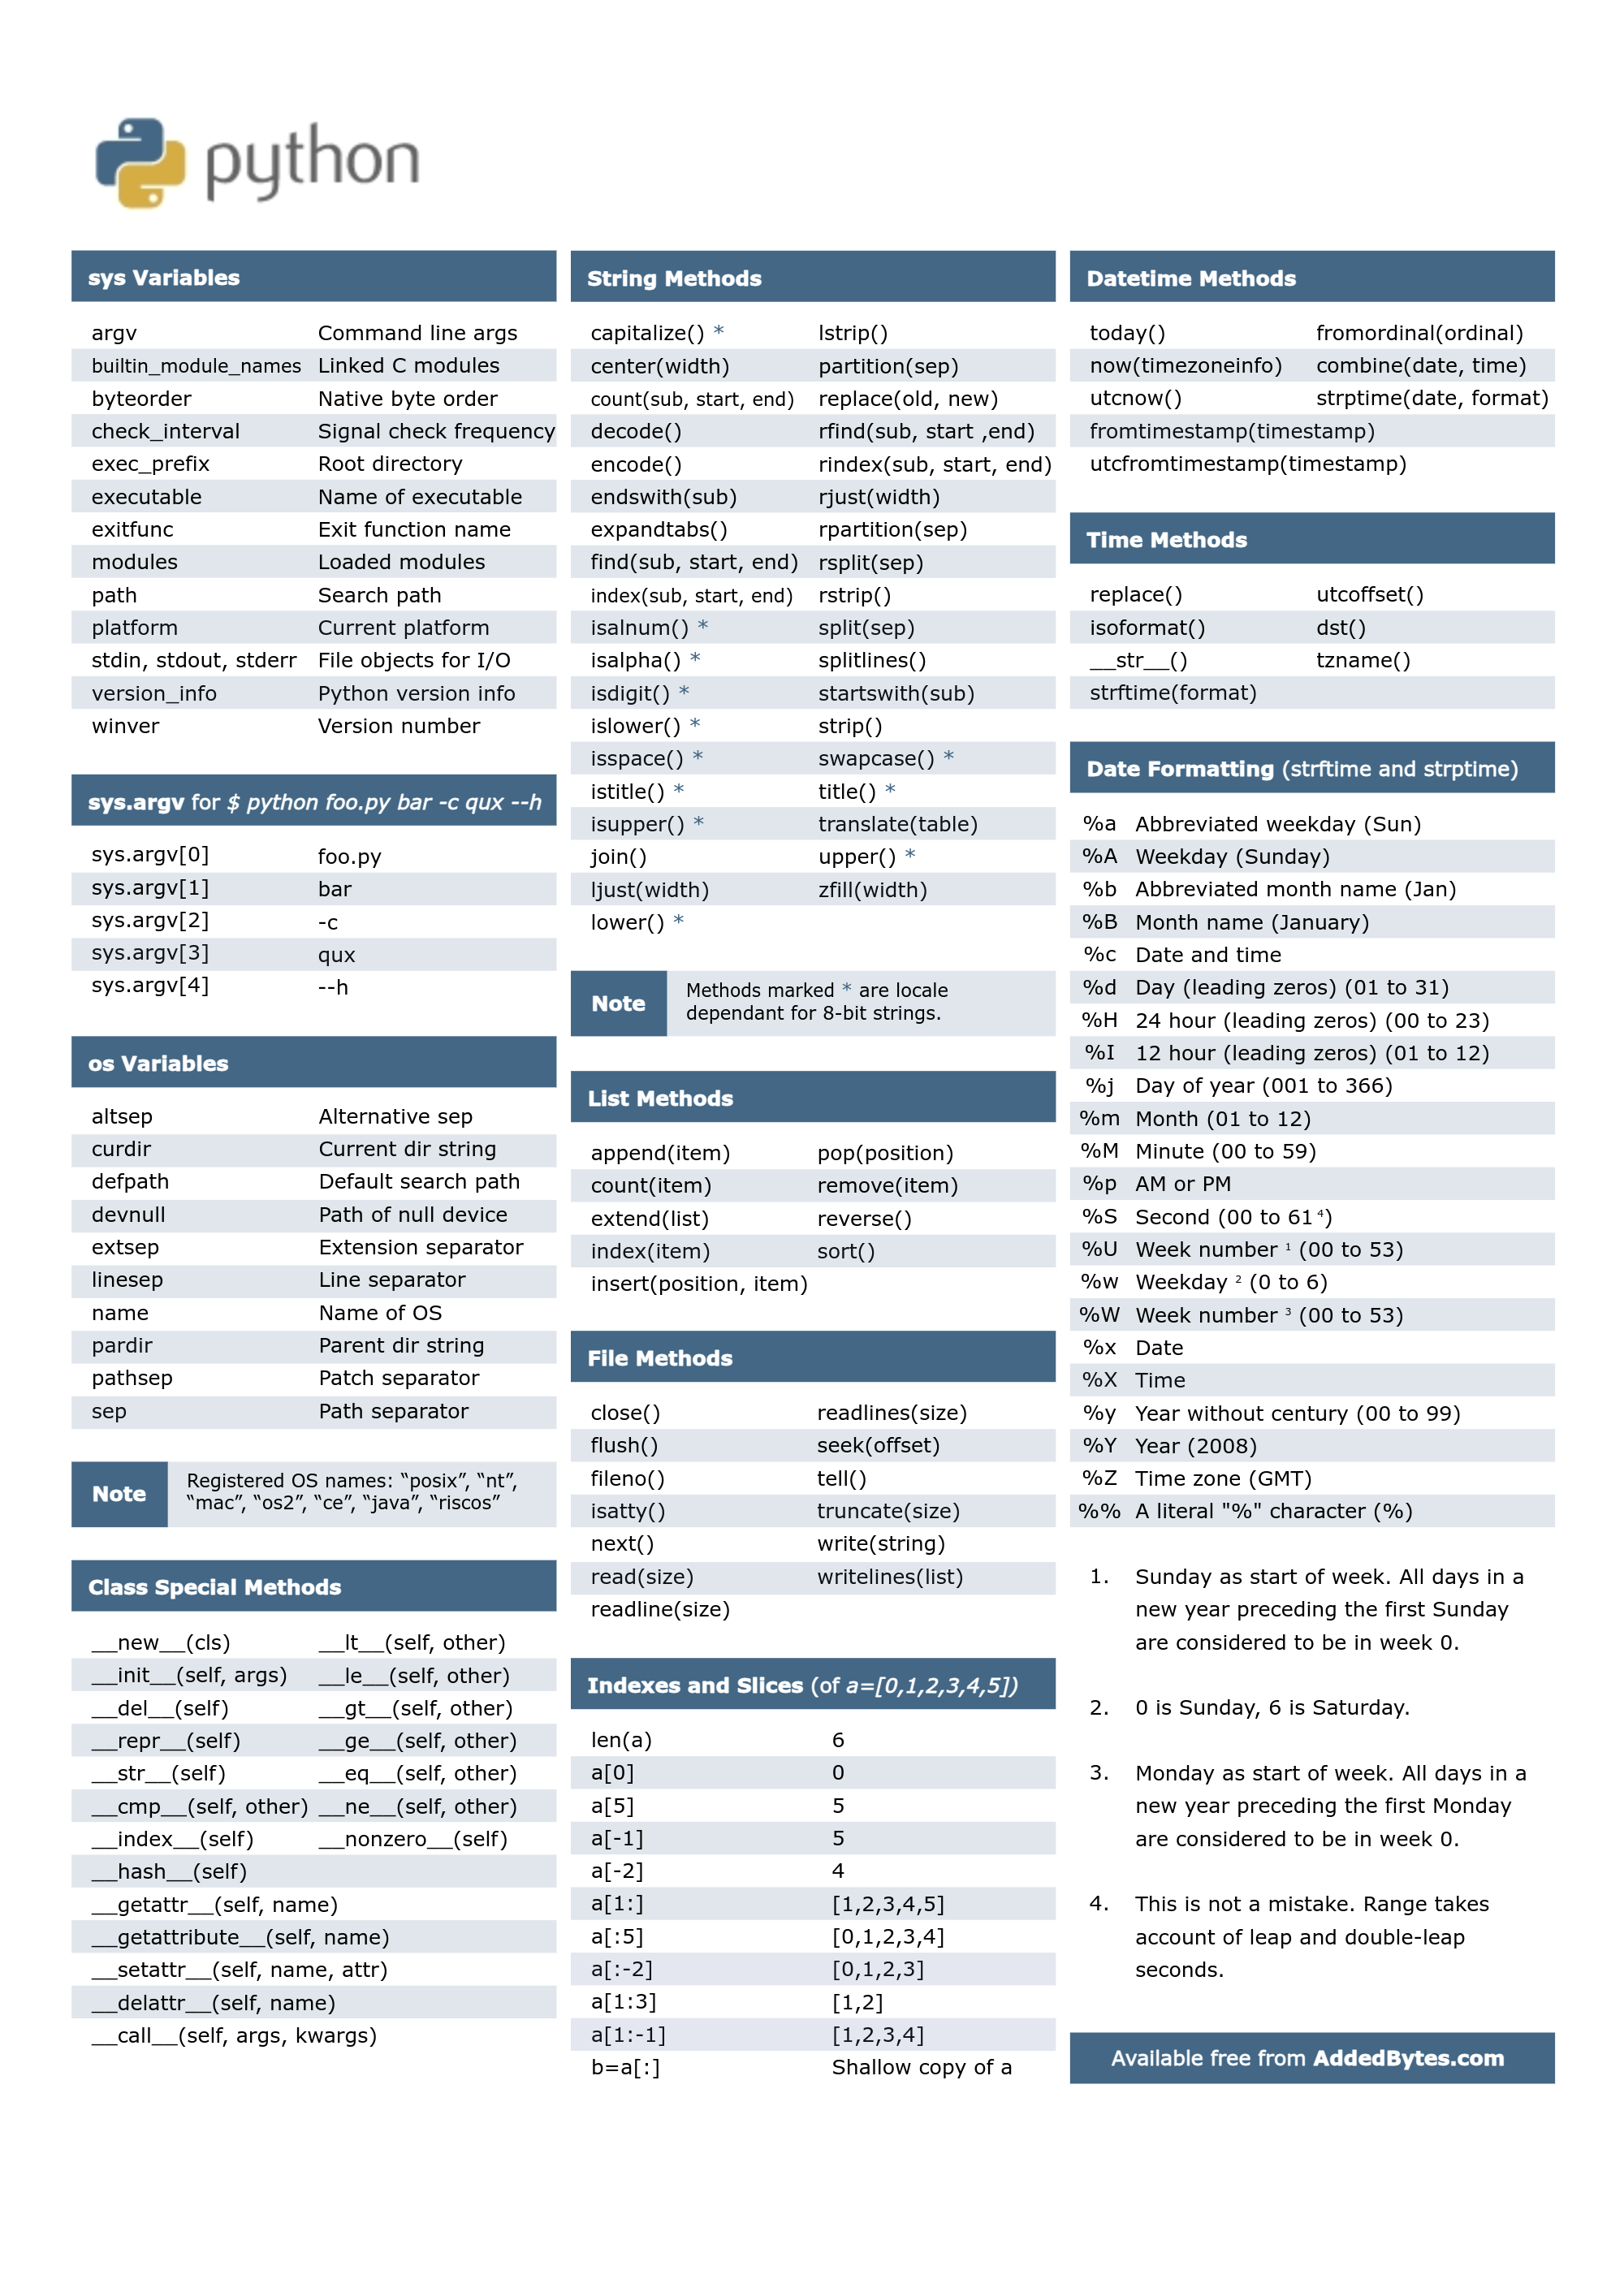 python
sys Variables
argv Command line args
builtin_module_names Linked C modules
byteorder Native byte order
check_interval Signal check frequency
exec_prefix Root directory
executable Name of executable
exitfunc Exit function name
modules Loaded modules
path Search path
platform Current platform
stdin, stdout, stderr File objects for I/O
version_info Python version info
winver Version number
sys.argv for $ python foo.py bar -c qux --h
sys.argv[0] foo.py
sys.argv[1] bar
sys.argv[2] -c
sys.argv[3] qux
sys.argv[4] --h
os Variables
altsep Alternative sep
curdir Current dir string
defpath Default search path
devnull Path of null device
extsep Extension separator
linesep Line separator
name Name of OS
pardir Parent dir string
pathsep Patch separator
sep Path separator
Note
Registered OS names: “posix”, “nt”,
“mac”, “os2”, “ce”, “java”, “riscos”
Class Special Methods
__new__(cls) __lt__(self, other)
__init__(self, args) __le__(self, other)
__del__(self) __gt__(self, other)
__repr__(self) __ge__(self, other)
__str__(self) __eq__(self, other)
__cmp__(self, other) __ne__(self, other)
__index__(self) __nonzero__(self)
__hash__(self)
__getattr__(self, name)
__getattribute__(self, name)
__setattr__(self, name, attr)
__delattr__(self, name)
__call__(self, args, kwargs)
String Methods
capitalize() * lstrip()
center(width) partition(sep)
count(sub, start, end) replace(old, new)
decode() rfind(sub, start ,end)
encode() rindex(sub, start, end)
endswith(sub) rjust(width)
expandtabs() rpartition(sep)
find(sub, start, end) rsplit(sep)
index(sub, start, end) rstrip()
isalnum() * split(sep)
isalpha() * splitlines()
isdigit() * startswith(sub)
islower() * strip()
isspace() * swapcase() *
istitle() * title() *
isupper() * translate(table)
join() upper() *
ljust(width) zfill(width)
lower() *
Note
Methods marked * are locale
dependant for 8-bit strings.
List Methods
append(item) pop(position)
count(item) remove(item)
extend(list) reverse()
index(item) sort()
insert(position, item)
File Methods
close() readlines(size)
flush() seek(offset)
fileno() tell()
isatty() truncate(size)
next() write(string)
read(size) writelines(list)
readline(size)
Indexes and Slices (of a=[0,1,2,3,4,5])
len(a) 6
a[0] 0
a[5] 5
a[-1] 5
a[-2] 4
a[1:] [1,2,3,4,5]
a[:5] [0,1,2,3,4]
a[:-2] [0,1,2,3]
a[1:3] [1,2]
a[1:-1] [1,2,3,4]
b=a[:] Shallow copy of a
Datetime Methods
today() fromordinal(ordinal)
now(timezoneinfo) combine(date, time)
utcnow() strptime(date, format)
fromtimestamp(timestamp)
utcfromtimestamp(timestamp)
Time Methods
replace() utcoffset()
isoformat() dst()
__str__() tzname()
strftime(format)
Date Formatting (strftime and strptime)
%a Abbreviated weekday (Sun)
%A Weekday (Sunday)
%b Abbreviated month name (Jan)
%B Month name (January)
%c Date and time
%d Day (leading zeros) (01 to 31)
%H 24 hour (leading zeros) (00 to 23)
%I 12 hour (leading zeros) (01 to 12)
%j Day of year (001 to 366)
%m Month (01 to 12)
%M Minute (00 to 59)
%p AM or PM
%S Second (00 to 61⁴)
%U Week number ¹ (00 to 53)
%w Weekday ² (0 to 6)
%W Week number ³ (00 to 53)
%x Date
%X Time
%y Year without century (00 to 99)
%Y Year (2008)
%Z Time zone (GMT)
%% A literal "%" character (%)
1. Sunday as start of week. All days in a
new year preceding the first Sunday
are considered to be in week 0.
2. 0 is Sunday, 6 is Saturday.
3. Monday as start of week. All days in a
new year preceding the first Monday
are considered to be in week 0.
4. This is not a mistake. Range takes
account of leap and double-leap
seconds.
Available free from AddedBytes.com